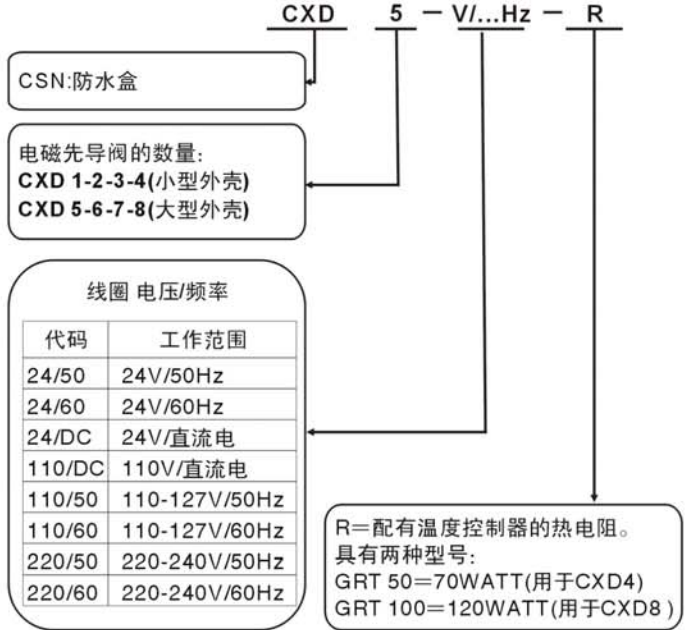 CXD 5 － V/...Hz － R
CSN:防水盒
电磁先导阀的数量:
CXD 1-2-3-4(小型外壳)
CXD 5-6-7-8(大型外壳)
线圈 电压/频率
代码 工作范围
24/50 24V/50Hz
24/60 24V/60Hz
24/DC 24V/直流电
110/DC 110V/直流电
110/50 110-127V/50Hz
110/60 110-127V/60Hz
220/50 220-240V/50Hz
220/60 220-240V/60Hz
R＝配有温度控制器的热电阻。
具有两种型号:
GRT 50＝70WATT(用于CXD4)
GRT 100＝120WATT(用于CXD8 )